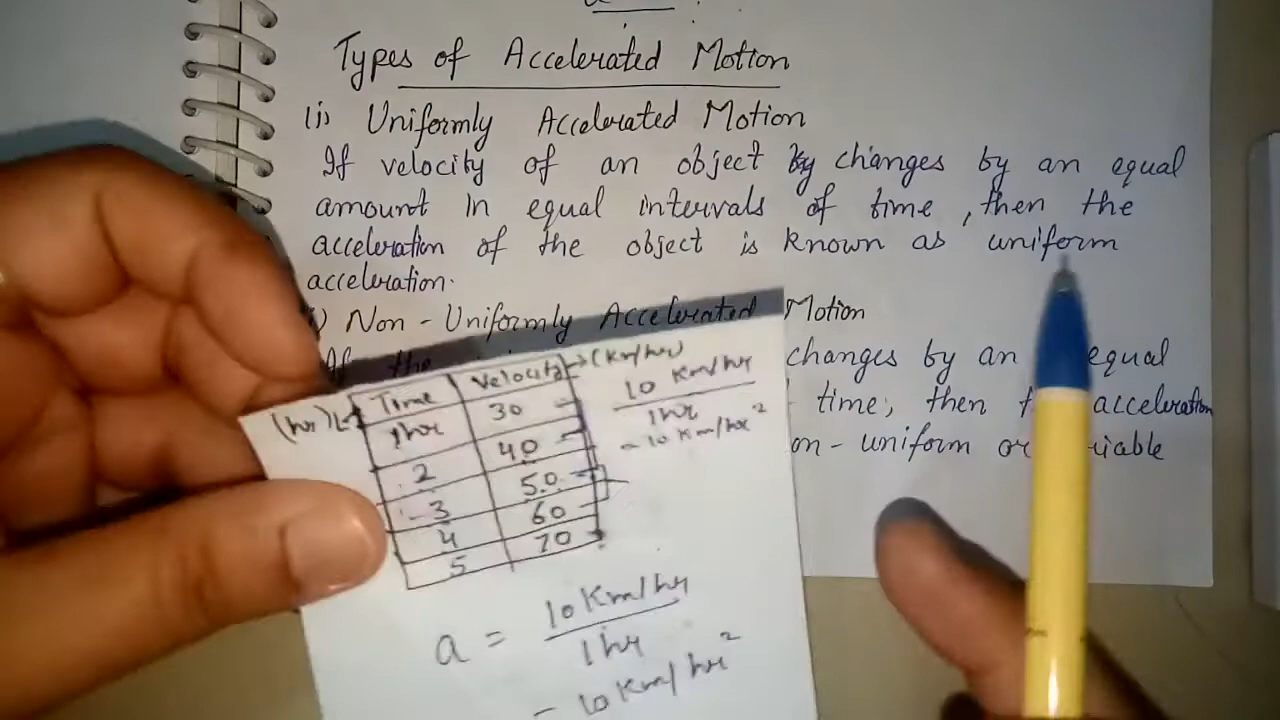 Types of Accelerated Motion
(i) Uniformly Accelerated Motion
If velocity of an object by changes by an equal
amount in equal intervals of time, then the
acceleration of the object is known as uniform
acceleration.
i) Non-Uniformly Accelerated Motion
If the
changes by an equal
time, then acceleration
on-uniform or iable
(hr) Time Velocity → (Km/hr)
1hr 30
2 40
3 50
4 60
5 70
10 Km/hr
1hr
= 10 Km/hr²
a = 10 Km/hr
1hr
= 10 Km/hr²